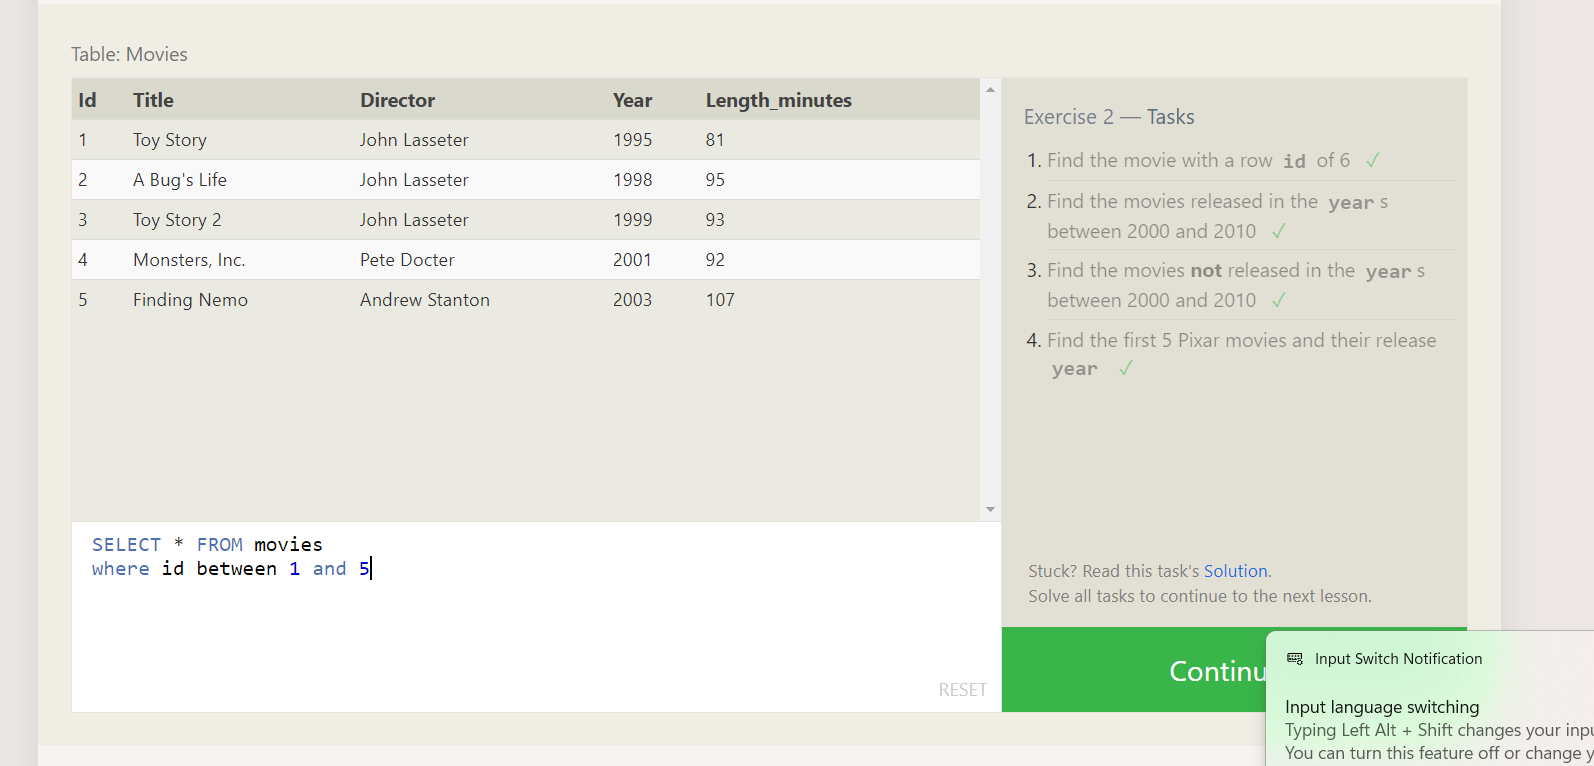 Table: Movies
Id Title Director Year Length_minutes
1 Toy Story John Lasseter 1995 81
2 A Bug's Life John Lasseter 1998 95
3 Toy Story 2 John Lasseter 1999 93
4 Monsters, Inc. Pete Docter 2001 92
5 Finding Nemo Andrew Stanton 2003 107
SELECT * FROM movies
where id between 1 and 5
RESET
Exercise 2 — Tasks
1. Find the movie with a row id of 6 ✓
2. Find the movies released in the year s
between 2000 and 2010 ✓
3. Find the movies not released in the year s
between 2000 and 2010 ✓
4. Find the first 5 Pixar movies and their release
year ✓
Stuck? Read this task's Solution.
Solve all tasks to continue to the next lesson.
Continu
Input Switch Notification
Input language switching
Typing Left Alt + Shift changes your inpu
You can turn this feature off or change y